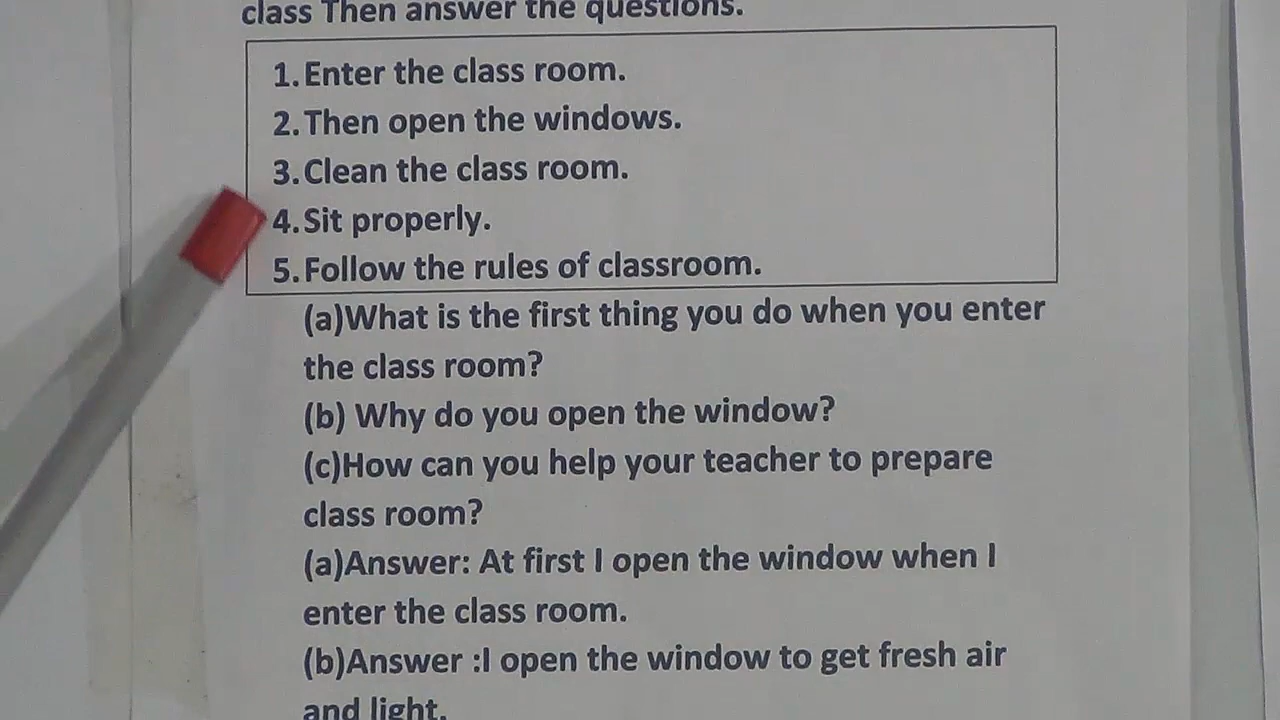 class Then answer the questions.
1. Enter the class room.
2. Then open the windows.
3. Clean the class room.
4. Sit properly.
5. Follow the rules of classroom.
(a)What is the first thing you do when you enter
the class room?
(b) Why do you open the window?
(c)How can you help your teacher to prepare
class room?
(a)Answer: At first I open the window when I
enter the class room.
(b)Answer :I open the window to get fresh air
and light.